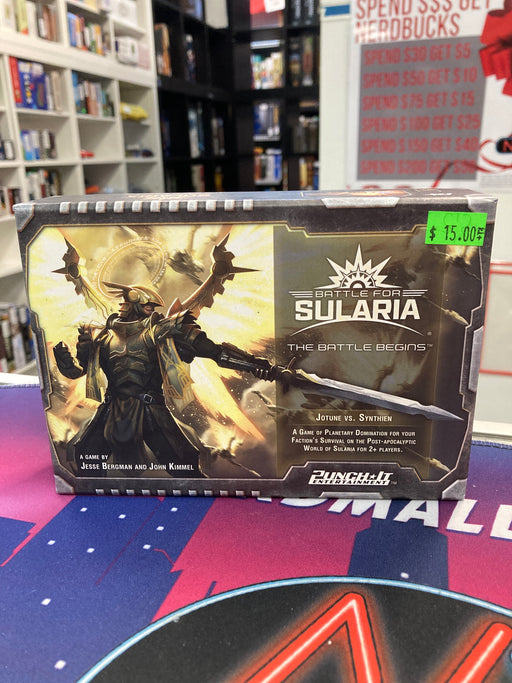 SPEND $$$ GET
NERDBUCKS
SPEND $30 GET $5
SPEND $50 GET $10
SPEND $75 GET $15
SPEND $100 GET $25
SPEND $150 GET $40
SPEND $200 GET
$ 15.00
BATTLE FOR
SULARIA
THE BATTLE BEGINS™
JOTUNE VS. SYNTHIEN
A GAME OF PLANETARY DOMINATION FOR YOUR
FACTION'S SURVIVAL ON THE POST-APOCALYPTIC
WORLD OF SULARIA FOR 2+ PLAYERS.
A GAME BY
JESSE BERGMAN AND JOHN KIMMEL
PUNCH-IT
ENTERTAINMENT